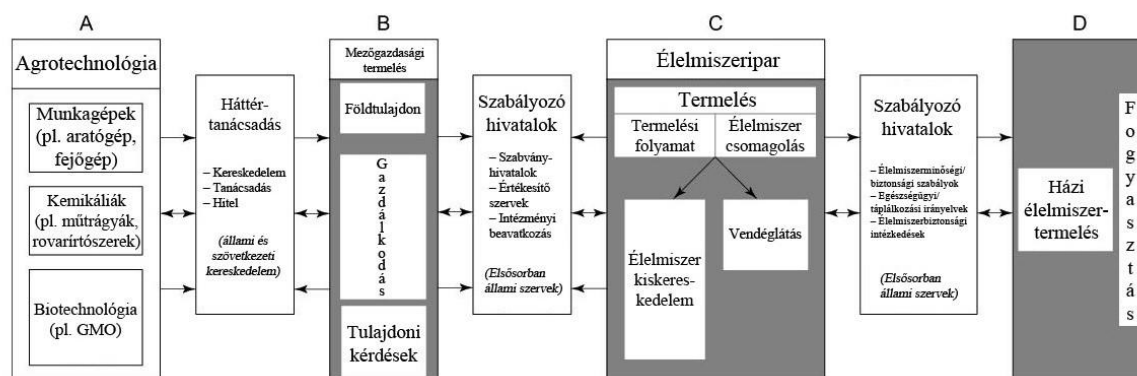 A
B
C
D
Agrotechnológia
Munkagépek
(pl. aratógép,
fejőgép)
Kemikáliák
(pl. műtrágyák,
rovarírtószerek)
Biotechnológia
(pl. GMO)
Háttér-
tanácsadás
– Kereskedelem
– Tanácsadás
– Hitel
(állami és
szövetkezeti
kereskedelem)
Mezőgazdasági
termelés
Földtulajdon
Gazdálkodás
Tulajdoni
kérdések
Szabályozó
hivatalok
– Szabvány-
hivatalok
– Értékesítő
szervek
– Intézményi
beavatkozás
(Elsősorban
állami szervek)
Élelmiszeripar
Termelés
Termelési
folyamat
Élelmiszer
csomagolás
Élelmiszer
kiskeres-
kedelem
Vendéglátás
Szabályozó
hivatalok
– Élelmiszerminőségi/
biztonsági szabályok
– Egészségügyi/
táplálkozási irányelvek
– Élelmiszerbiztonsági
intézkedések
(Elsősorban
állami szervek)
Házi
élelmiszer-
termelés
Fogyasztás